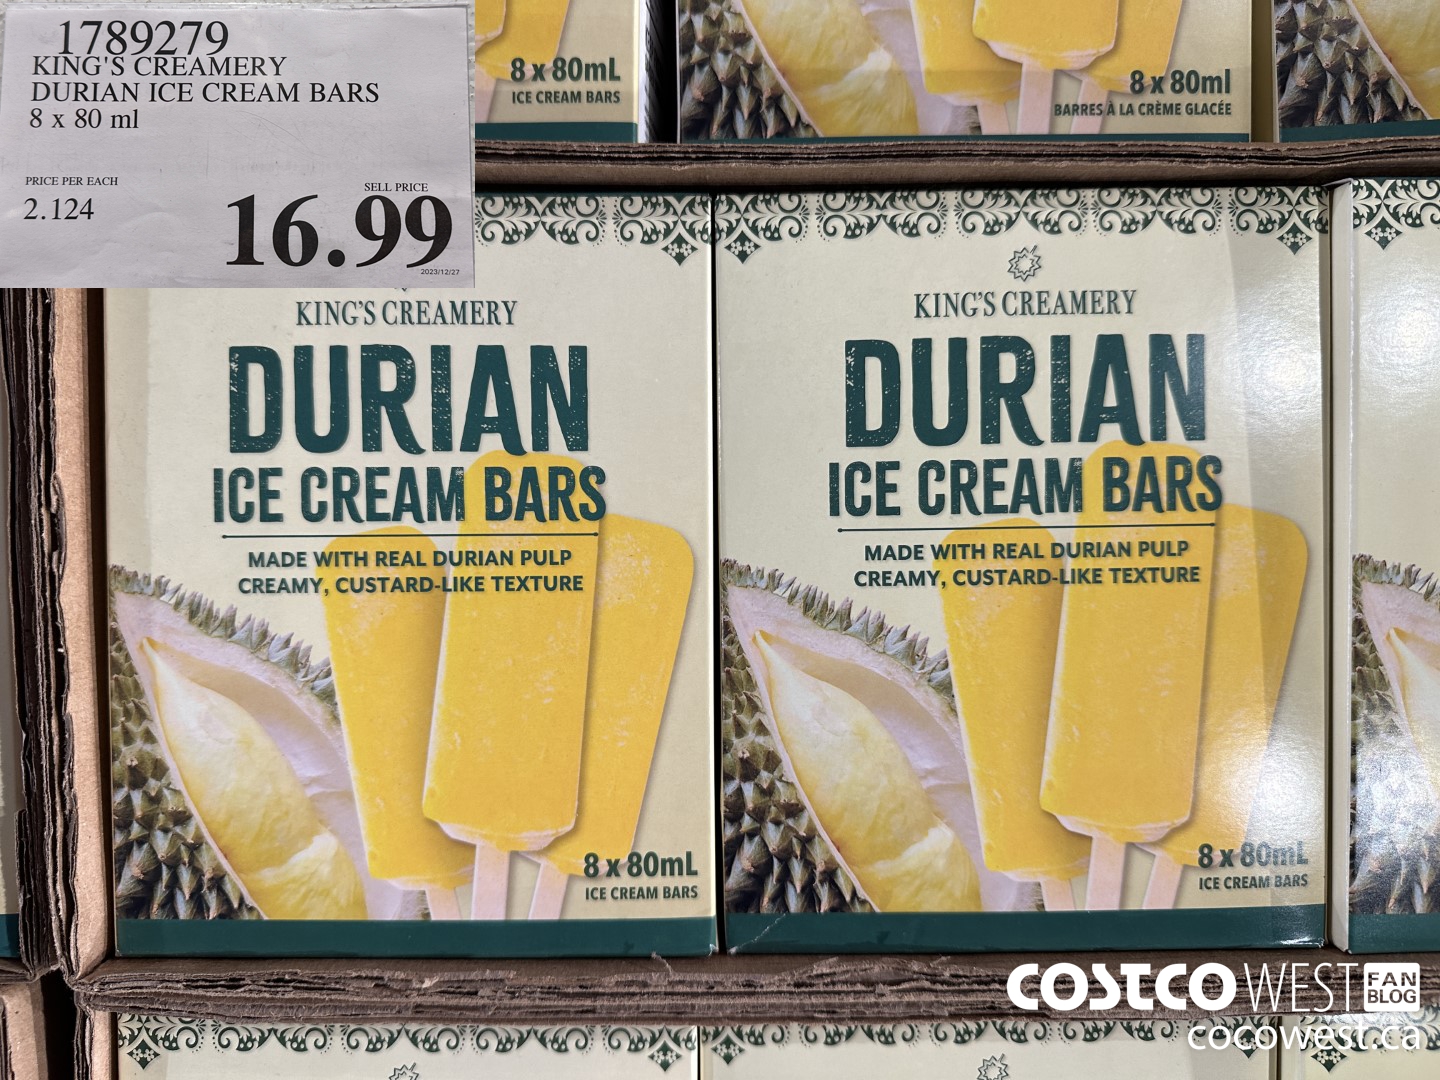 1789279
KING'S CREAMERY
DURIAN ICE CREAM BARS
8 x 80 ml
PRICE PER EACH
2.124
SELL PRICE
16.99
2023/12/27
8 x 80mL
ICE CREAM BARS
8 x 80ml
BARRES À LA CRÈME GLACÉE
KING'S CREAMERY
DURIAN
ICE CREAM BARS
MADE WITH REAL DURIAN PULP
CREAMY, CUSTARD-LIKE TEXTURE
8 x 80mL
ICE CREAM BARS
KING'S CREAMERY
DURIAN
ICE CREAM BARS
MADE WITH REAL DURIAN PULP
CREAMY, CUSTARD-LIKE TEXTURE
8 x 80mL
ICE CREAM BARS
COSTCO WEST FAN BLOG
cocowest.ca